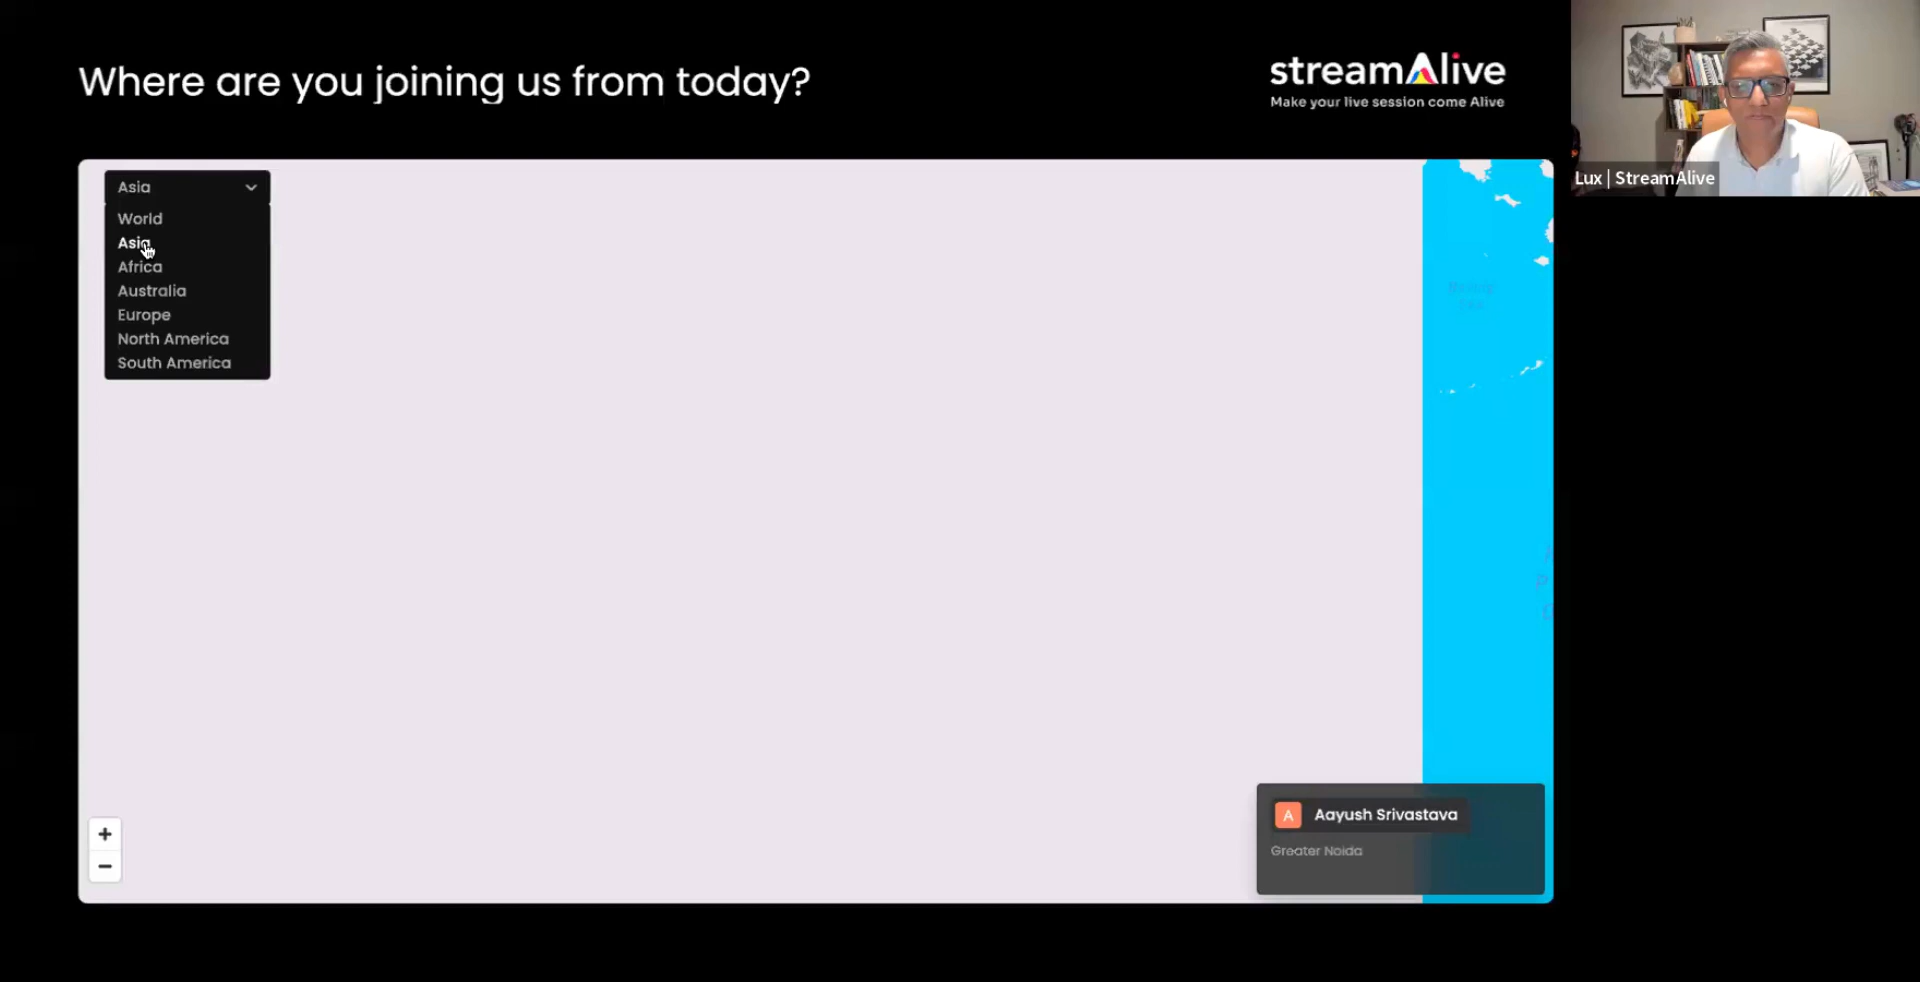 Where are you joining us from today?
streamAlive
Make your live session come Alive
Lux | StreamAlive
Asia
World
Asia
Africa
Australia
Europe
North America
South America
+
−
A Aayush Srivastava
Greater Noida